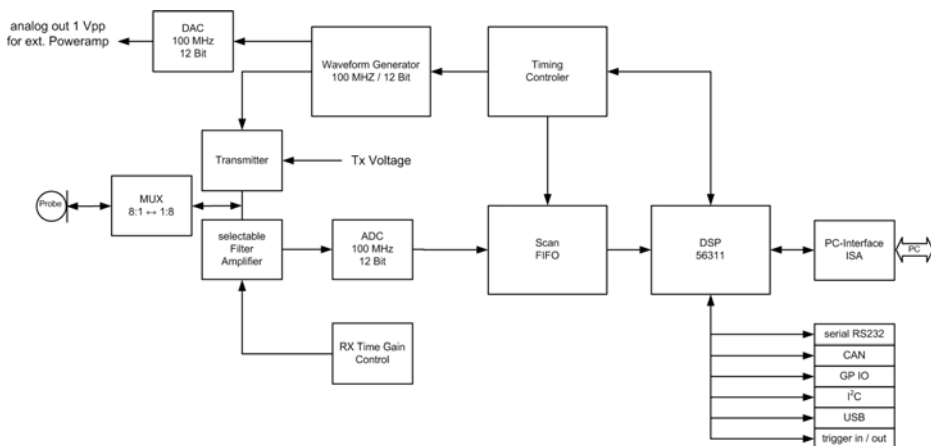 analog out 1 Vpp
for ext. Poweramp
DAC
100 MHz
12 Bit
Waveform Generator
100 MHZ / 12 Bit
Timing
Controler
Transmitter
Tx Voltage
Probe
MUX
8:1 ↔ 1:8
selectable
Filter
Amplifier
ADC
100 MHz
12 Bit
Scan
FIFO
DSP
56311
PC-Interface
ISA
PC
RX Time Gain
Control
serial RS232
CAN
GP IO
I²C
USB
trigger in / out